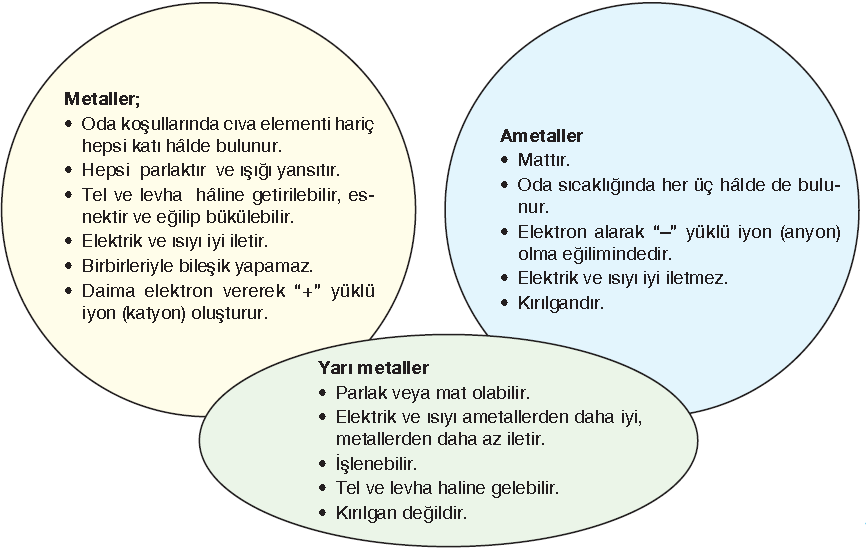 Metaller;
• Oda koşullarında cıva elementi hariç
hepsi katı hâlde bulunur.
• Hepsi parlaktır ve ışığı yansıtır.
• Tel ve levha hâline getirilebilir, es-
nektir ve eğilip bükülebilir.
• Elektrik ve ısıyı iyi iletir.
• Birbirleriyle bileşik yapamaz.
• Daima elektron vererek “+” yüklü
iyon (katyon) oluşturur.
Ametaller
• Mattır.
• Oda sıcaklığında her üç hâlde de bulu-
nur.
• Elektron alarak “–” yüklü iyon (anyon)
olma eğilimindedir.
• Elektrik ve ısıyı iyi iletmez.
• Kırılgandır.
Yarı metaller
• Parlak veya mat olabilir.
• Elektrik ve ısıyı ametallerden daha iyi,
metallerden daha az iletir.
• İşlenebilir.
• Tel ve levha haline gelebilir.
• Kırılgan değildir.